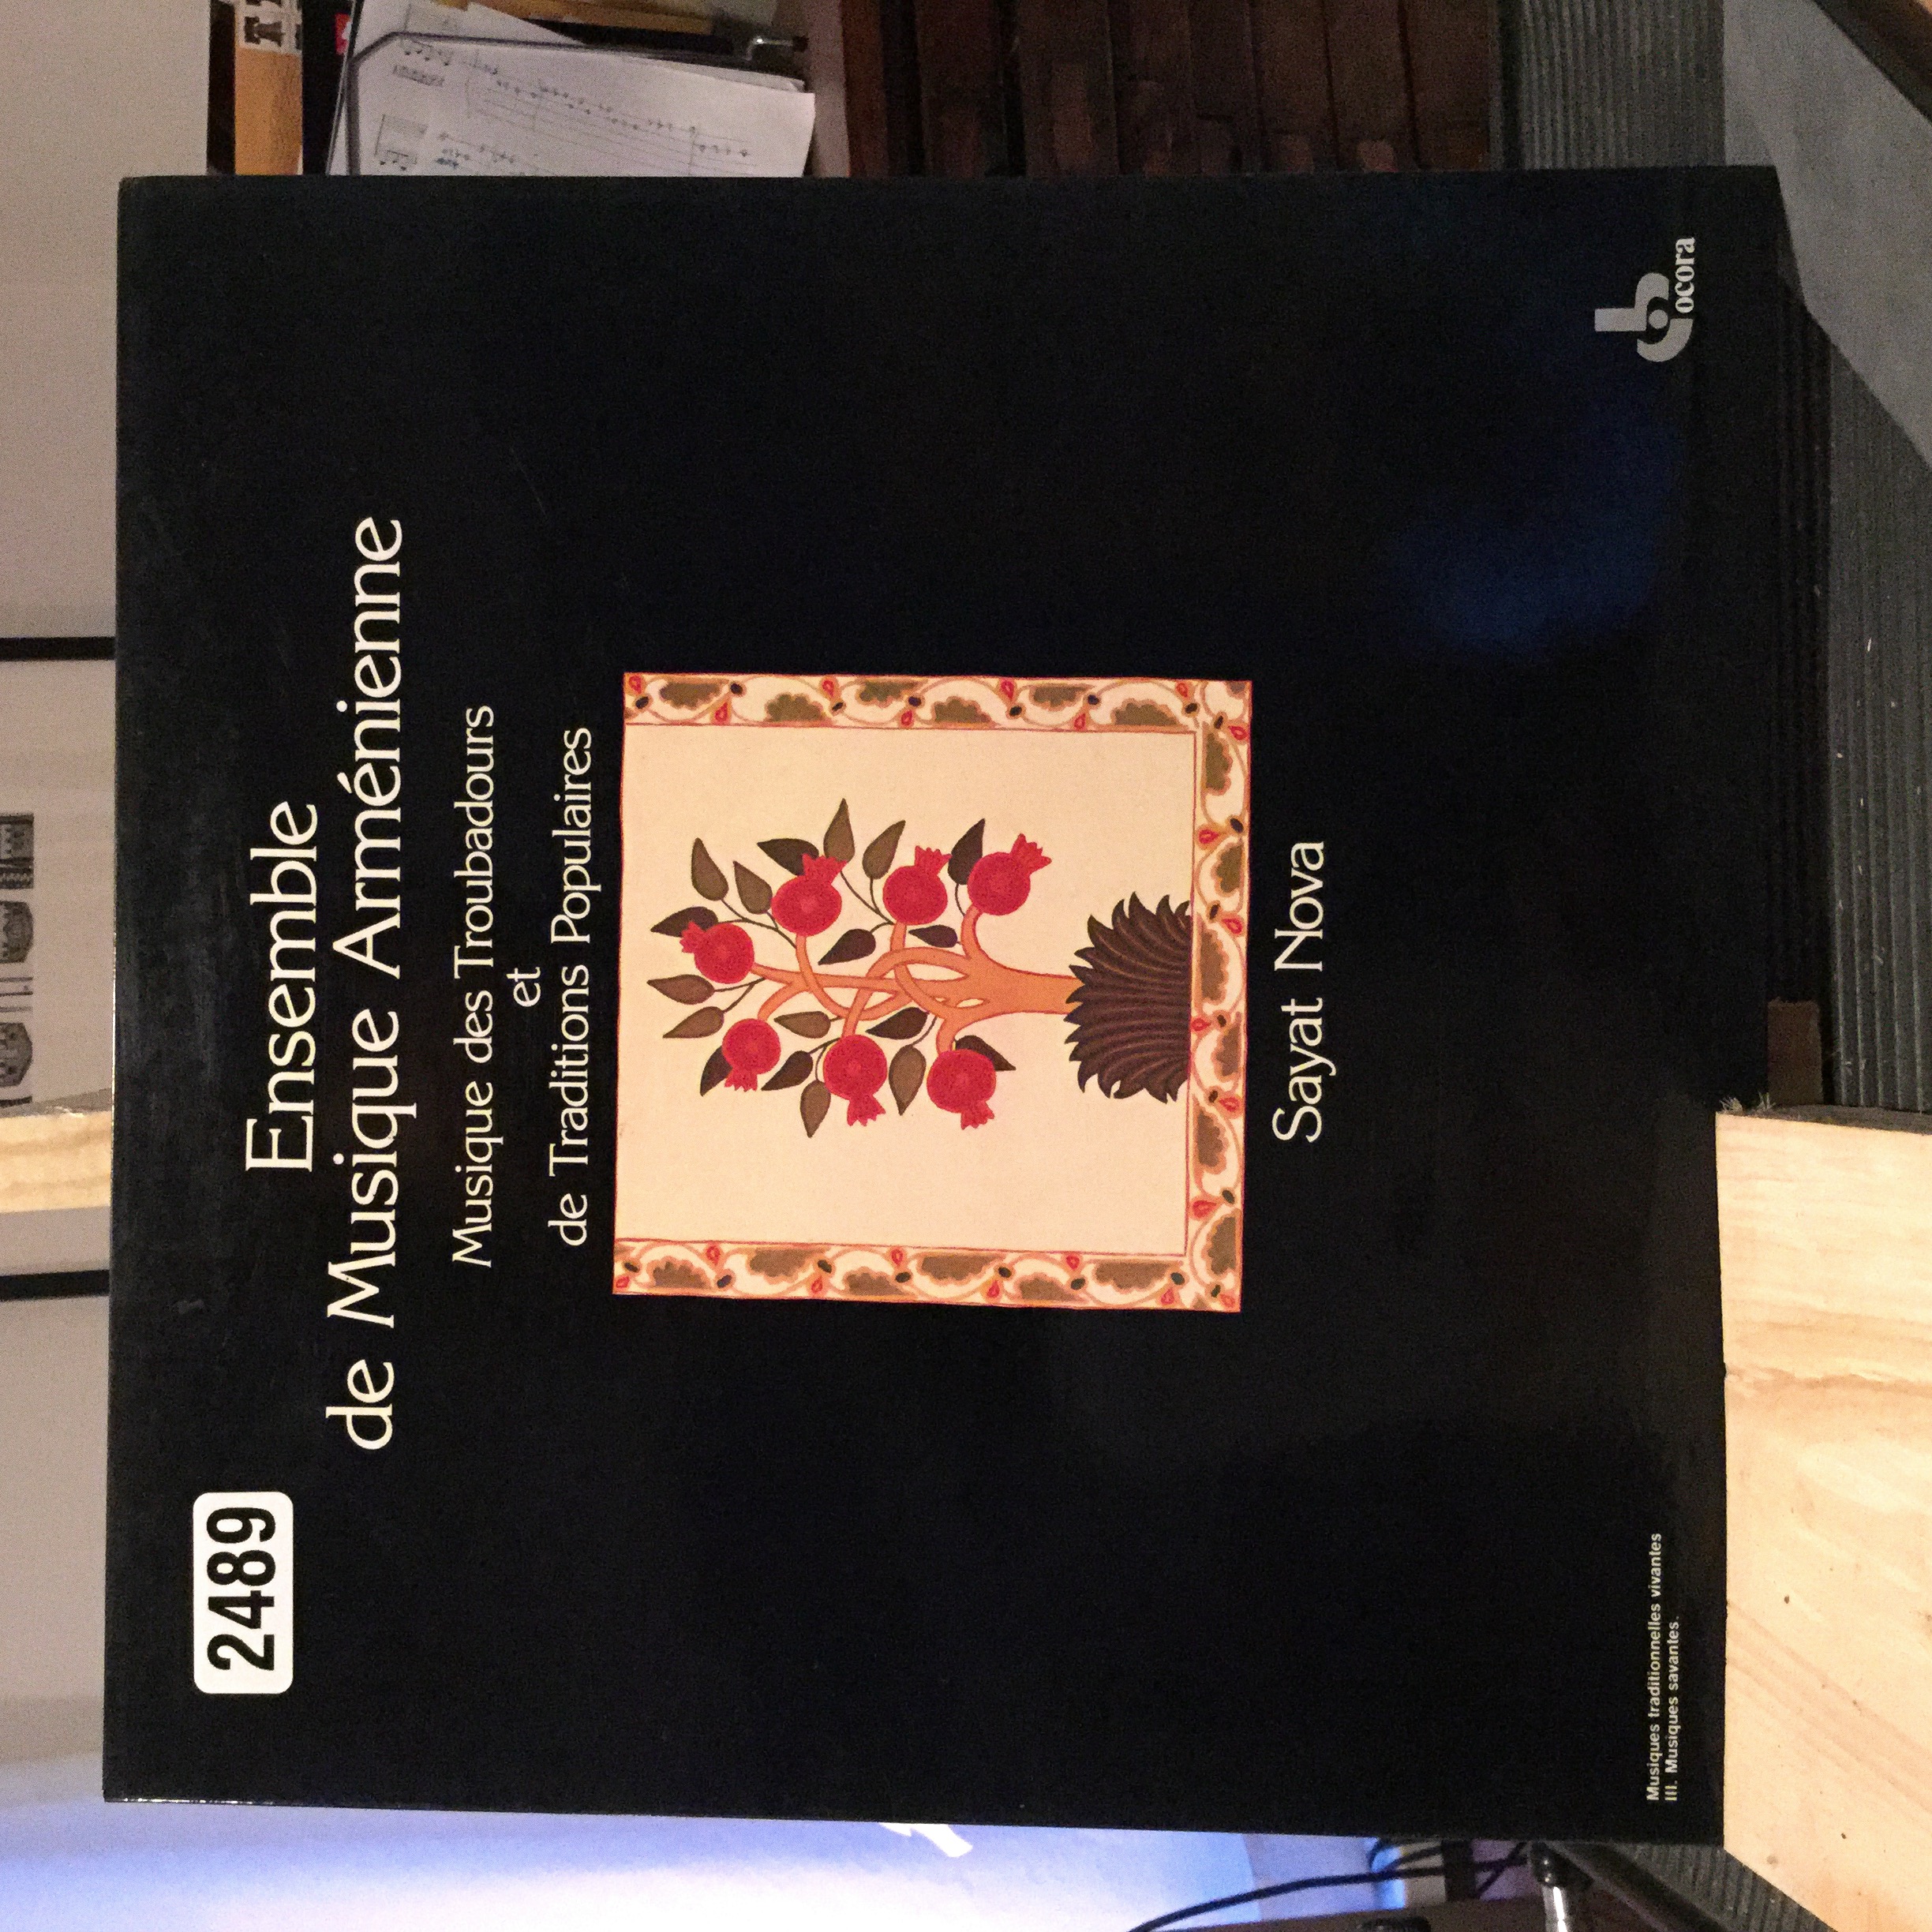 2489
Ensemble
de Musique Arménienne
Musique des Troubadours
et
de Traditions Populaires
Sayat Nova
Musiques traditionnelles vivantes
III. Musiques savantes.
ocora